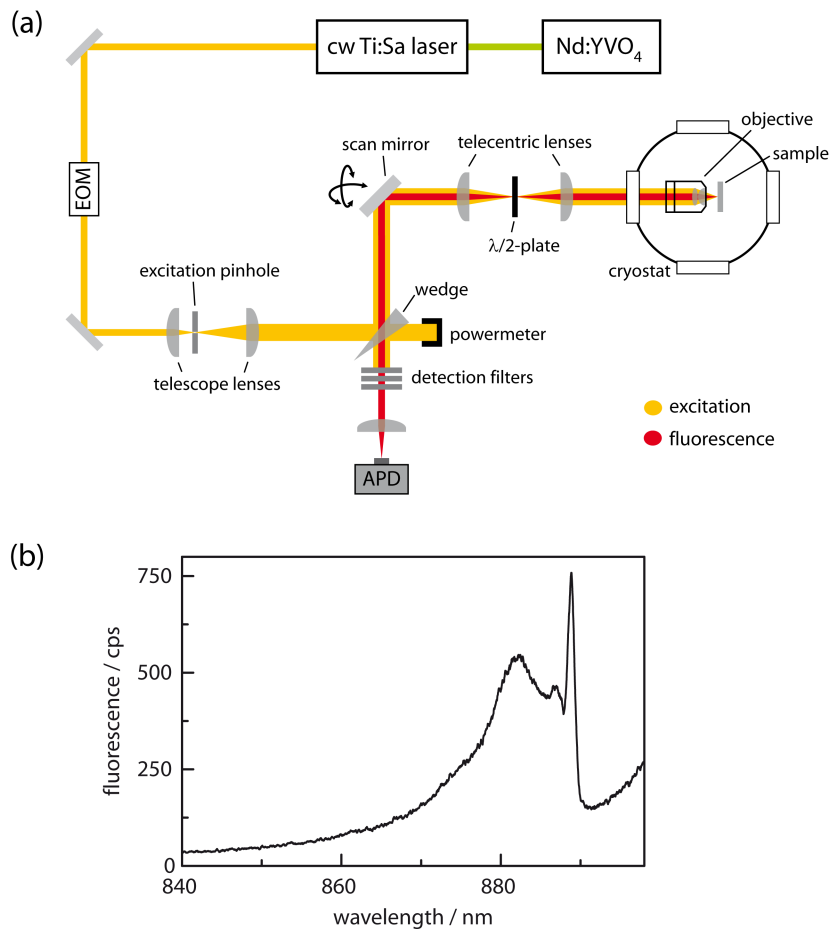 (a)
cw Ti:Sa laser
Nd:YVO4
objective
sample
telecentric lenses
scan mirror
EOM
λ/2-plate
cryostat
excitation pinhole
wedge
powermeter
telescope lenses
detection filters
excitation
fluorescence
APD
(b)
fluorescence / cps
750
500
250
0
840
860
880
wavelength / nm